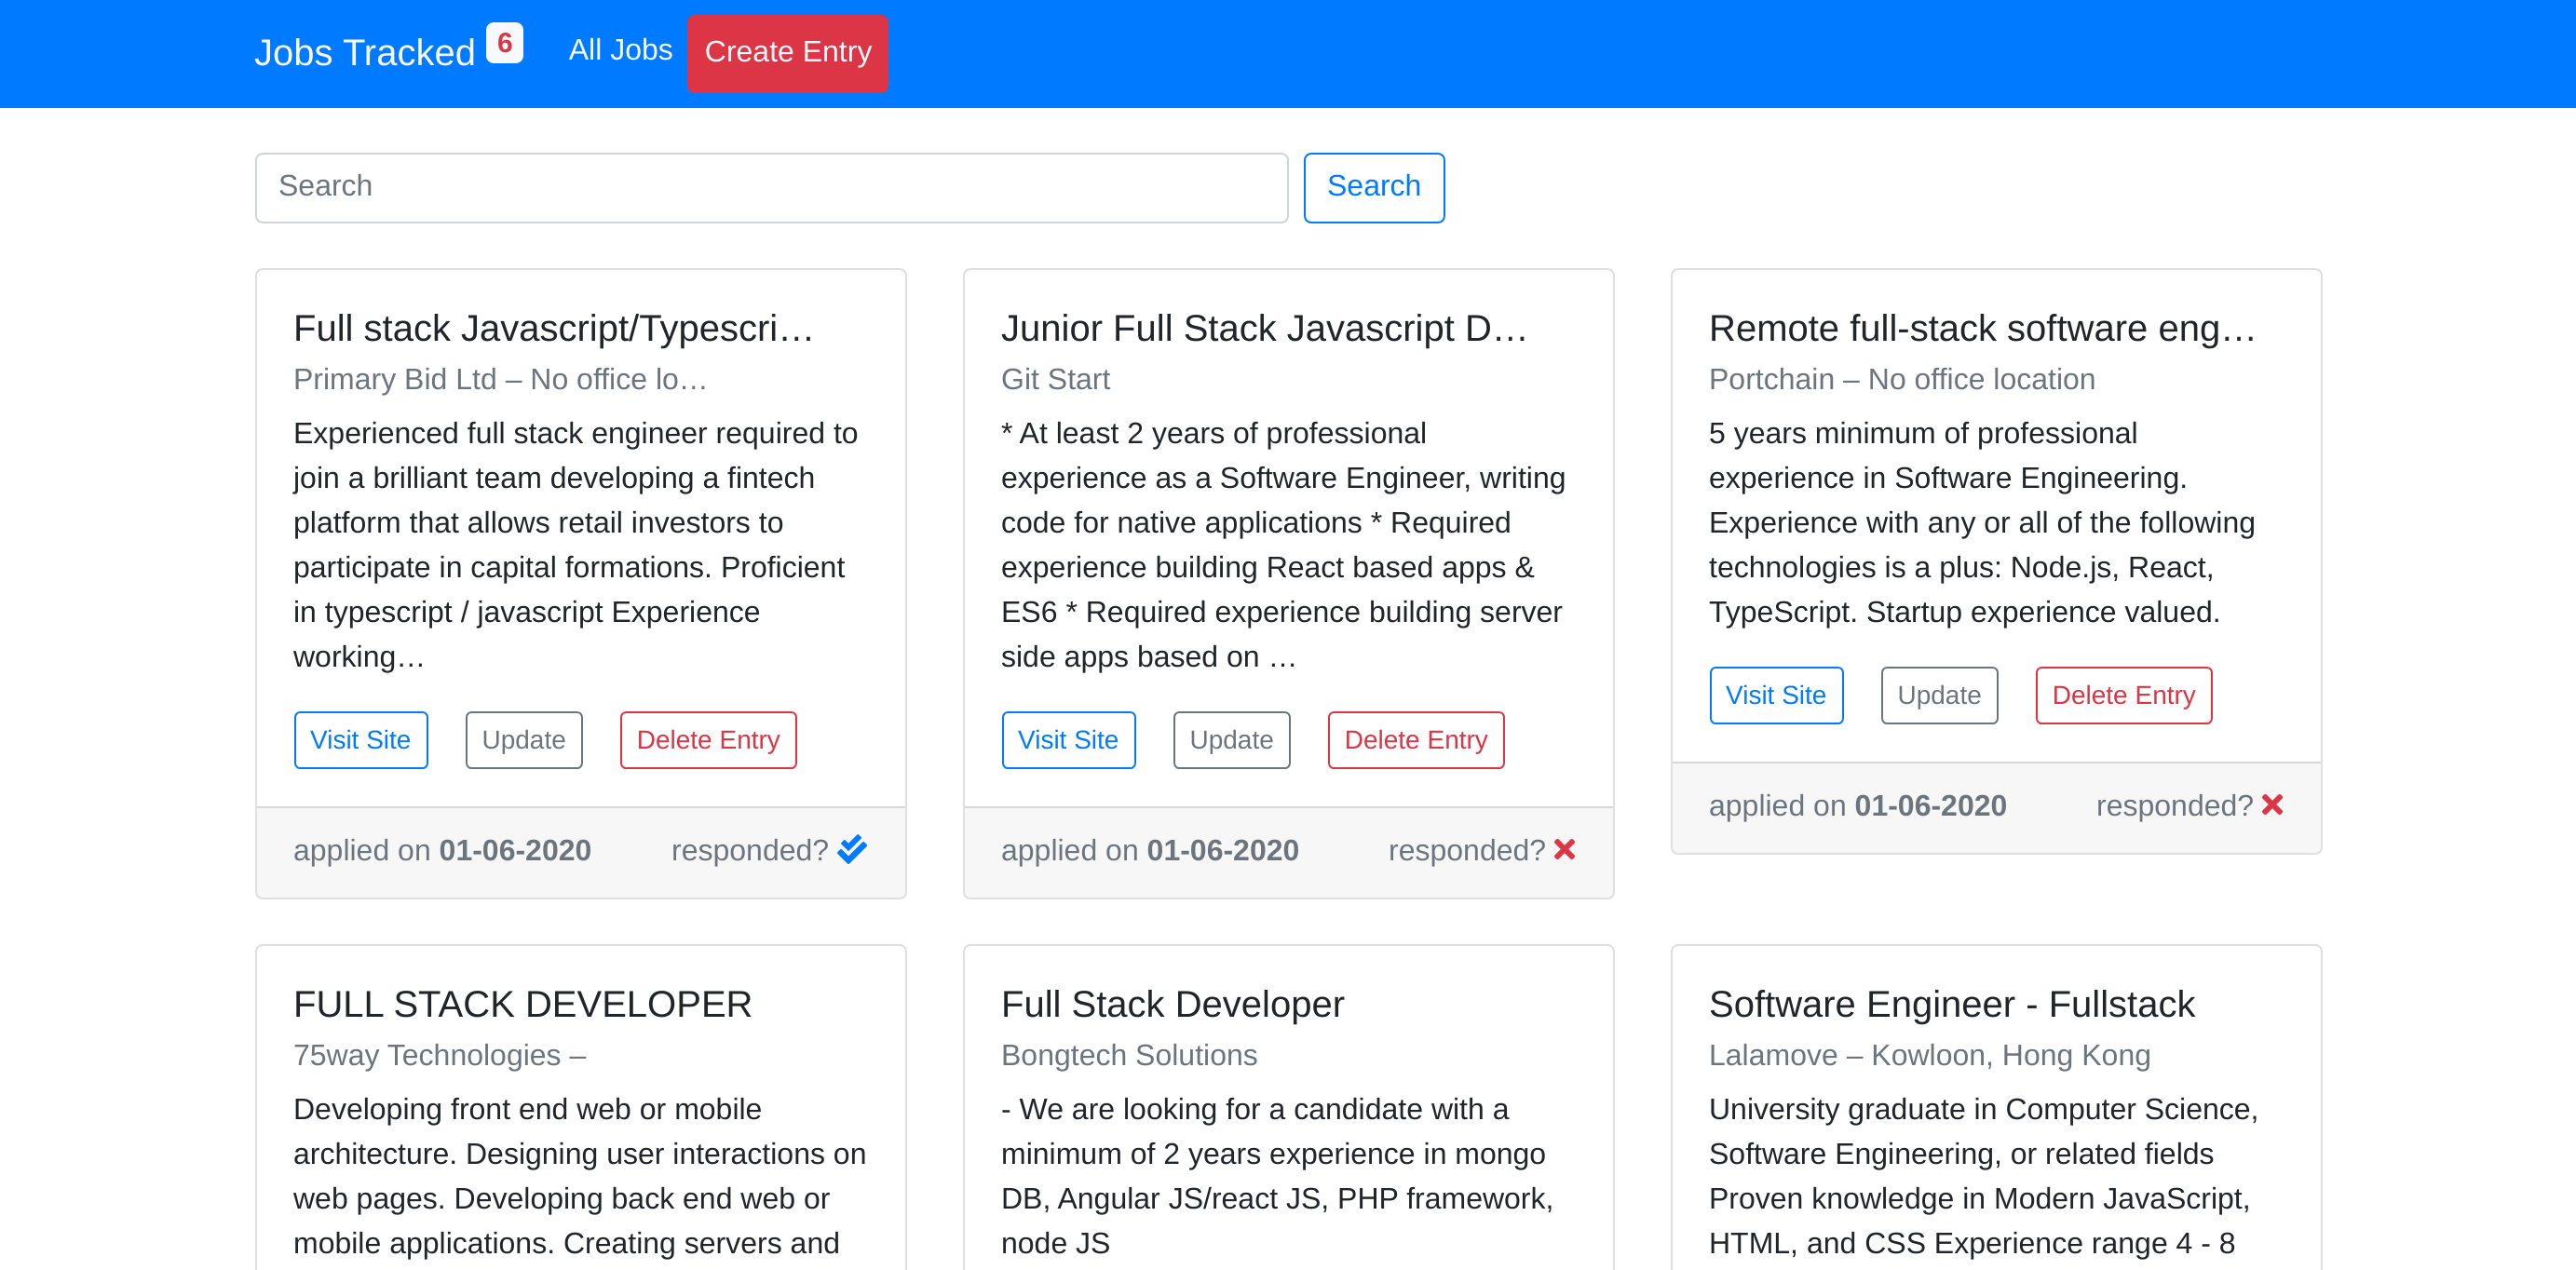 Jobs Tracked 6 All Jobs Create Entry
Search Search
Full stack Javascript/Typescri…
Primary Bid Ltd – No office lo…
Experienced full stack engineer required to
join a brilliant team developing a fintech
platform that allows retail investors to
participate in capital formations. Proficient
in typescript / javascript Experience
working…
Visit Site Update Delete Entry
applied on 01-06-2020 responded?
Junior Full Stack Javascript D…
Git Start
* At least 2 years of professional
experience as a Software Engineer, writing
code for native applications * Required
experience building React based apps &
ES6 * Required experience building server
side apps based on …
Visit Site Update Delete Entry
applied on 01-06-2020 responded?
Remote full-stack software eng…
Portchain – No office location
5 years minimum of professional
experience in Software Engineering.
Experience with any or all of the following
technologies is a plus: Node.js, React,
TypeScript. Startup experience valued.
Visit Site Update Delete Entry
applied on 01-06-2020 responded?
FULL STACK DEVELOPER
75way Technologies –
Developing front end web or mobile
architecture. Designing user interactions on
web pages. Developing back end web or
mobile applications. Creating servers and
Full Stack Developer
Bongtech Solutions
- We are looking for a candidate with a
minimum of 2 years experience in mongo
DB, Angular JS/react JS, PHP framework,
node JS
Software Engineer - Fullstack
Lalamove – Kowloon, Hong Kong
University graduate in Computer Science,
Software Engineering, or related fields
Proven knowledge in Modern JavaScript,
HTML, and CSS Experience range 4 - 8